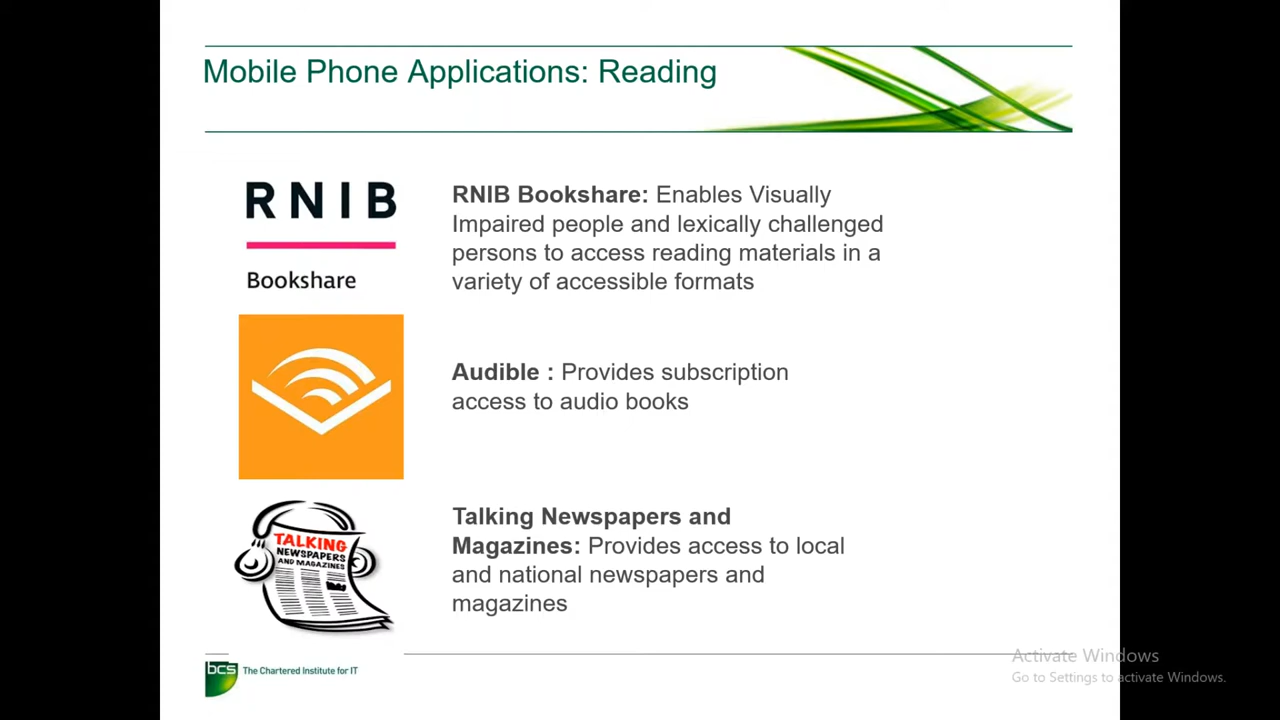 Mobile Phone Applications: Reading
RNIB
Bookshare
RNIB Bookshare: Enables Visually
Impaired people and lexically challenged
persons to access reading materials in a
variety of accessible formats
Audible : Provides subscription
access to audio books
TALKING
NEWSPAPERS
AND MAGAZINES
Talking Newspapers and
Magazines: Provides access to local
and national newspapers and
magazines
bcs The Chartered Institute for IT
Activate Windows
Go to Settings to activate Windows.